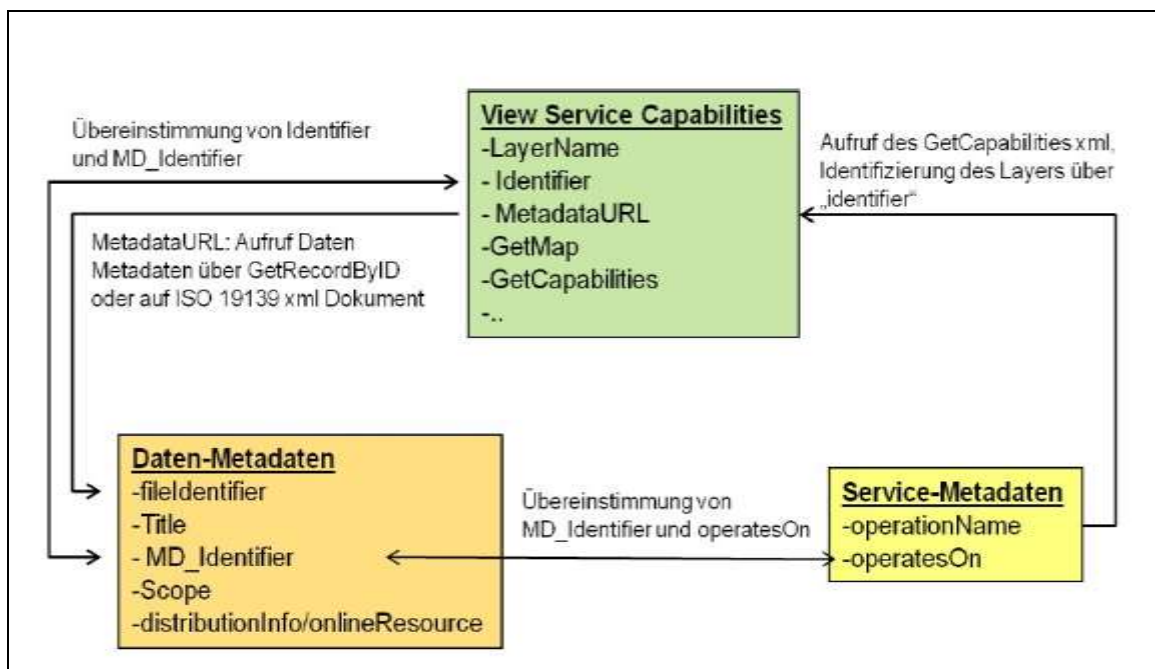 View Service Capabilities
-LayerName
- Identifier
- MetadataURL
-GetMap
-GetCapabilities
-..
Übereinstimmung von Identifier
und MD_Identifier
MetadataURL: Aufruf Daten
Metadaten über GetRecordByID
oder auf ISO 19139 xml Dokument
Aufruf des GetCapabilities xml,
Identifizierung des Layers über
„identifier“
Daten-Metadaten
-fileIdentifier
-Title
- MD_Identifier
-Scope
-distributionInfo/onlineResource
Übereinstimmung von
MD_Identifier und operatesOn
Service-Metadaten
-operationName
-operatesOn